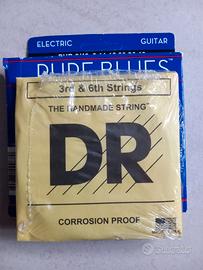 ELECTRIC GUITAR
PURE BLUES
3rd & 6th Strings
THE HANDMADE STRING
DR
CORROSION PROOF
subito